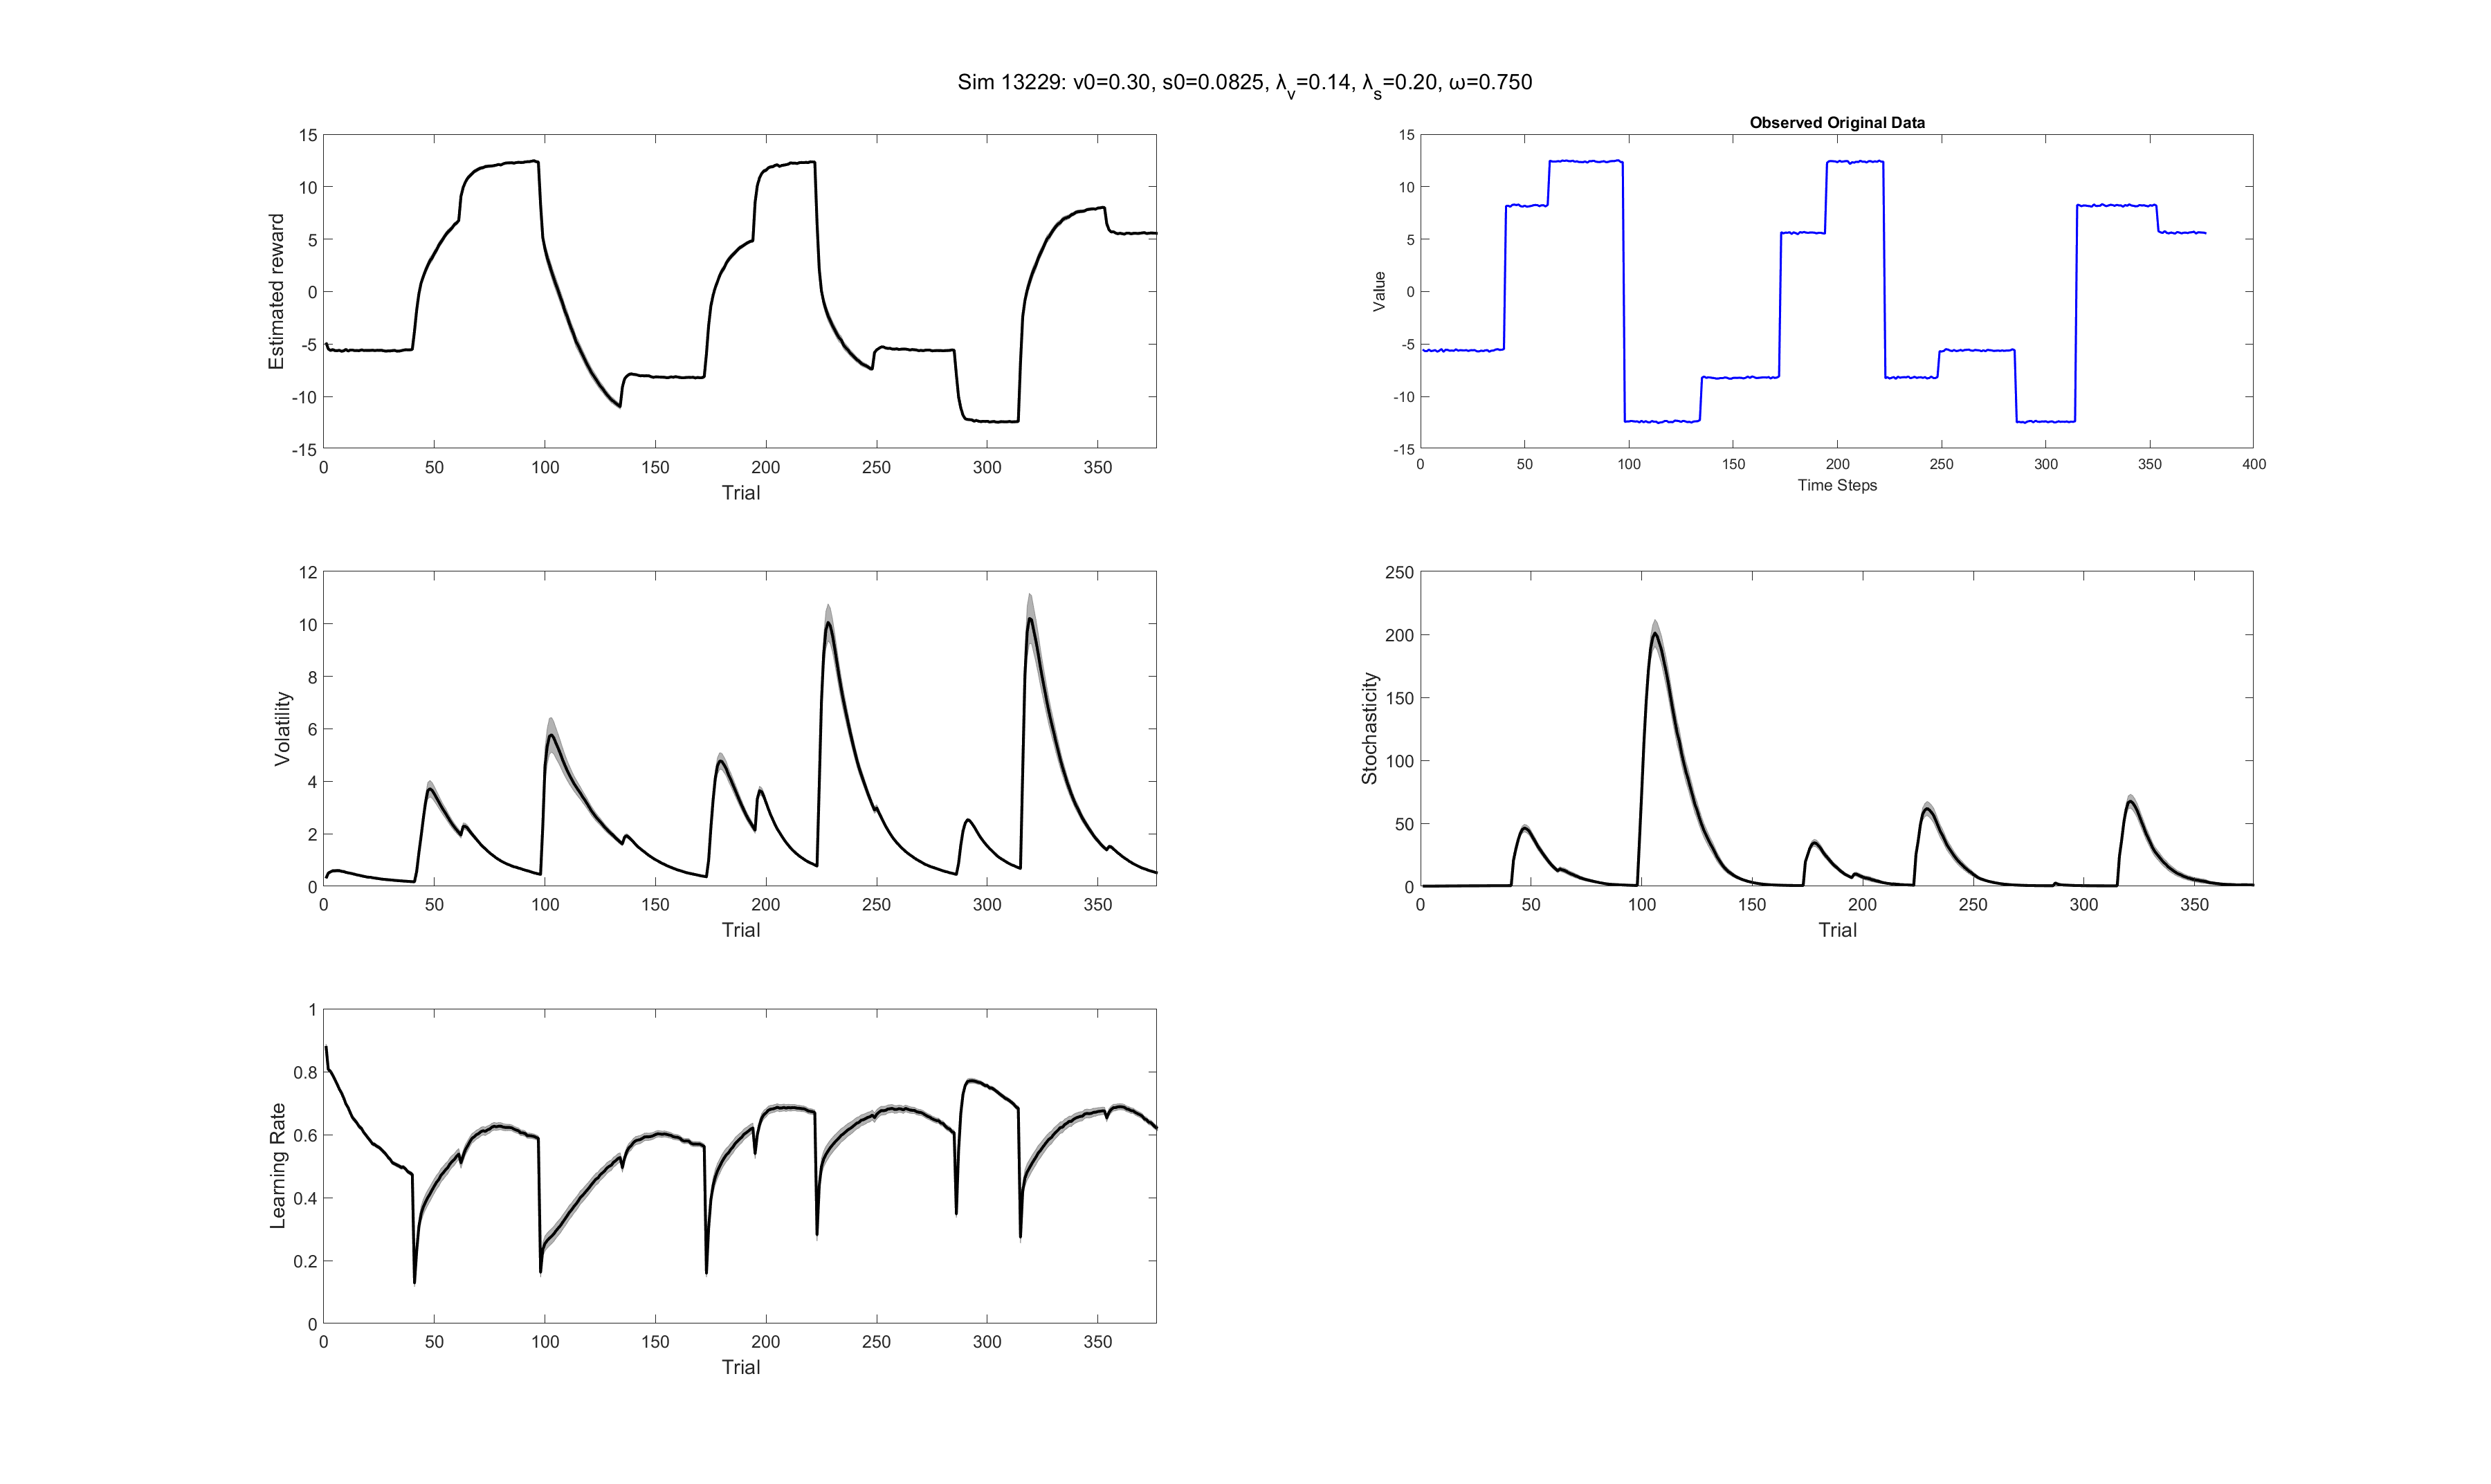 Sim 13229: v0=0.30, s0=0.0825, λv=0.14, λs=0.20, ω=0.750
15
10
5
0
-5
-10
-15
Estimated reward
0 50 100 150 200 250 300 350
Trial
Observed Original Data
15
10
5
0
-5
-10
-15
Value
0 50 100 150 200 250 300 350 400
Time Steps
12
10
8
6
4
2
0
Volatility
0 50 100 150 200 250 300 350
Trial
250
200
150
100
50
0
Stochasticity
0 50 100 150 200 250 300 350
Trial
1
0.8
0.6
0.4
0.2
0
Learning Rate
0 50 100 150 200 250 300 350
Trial